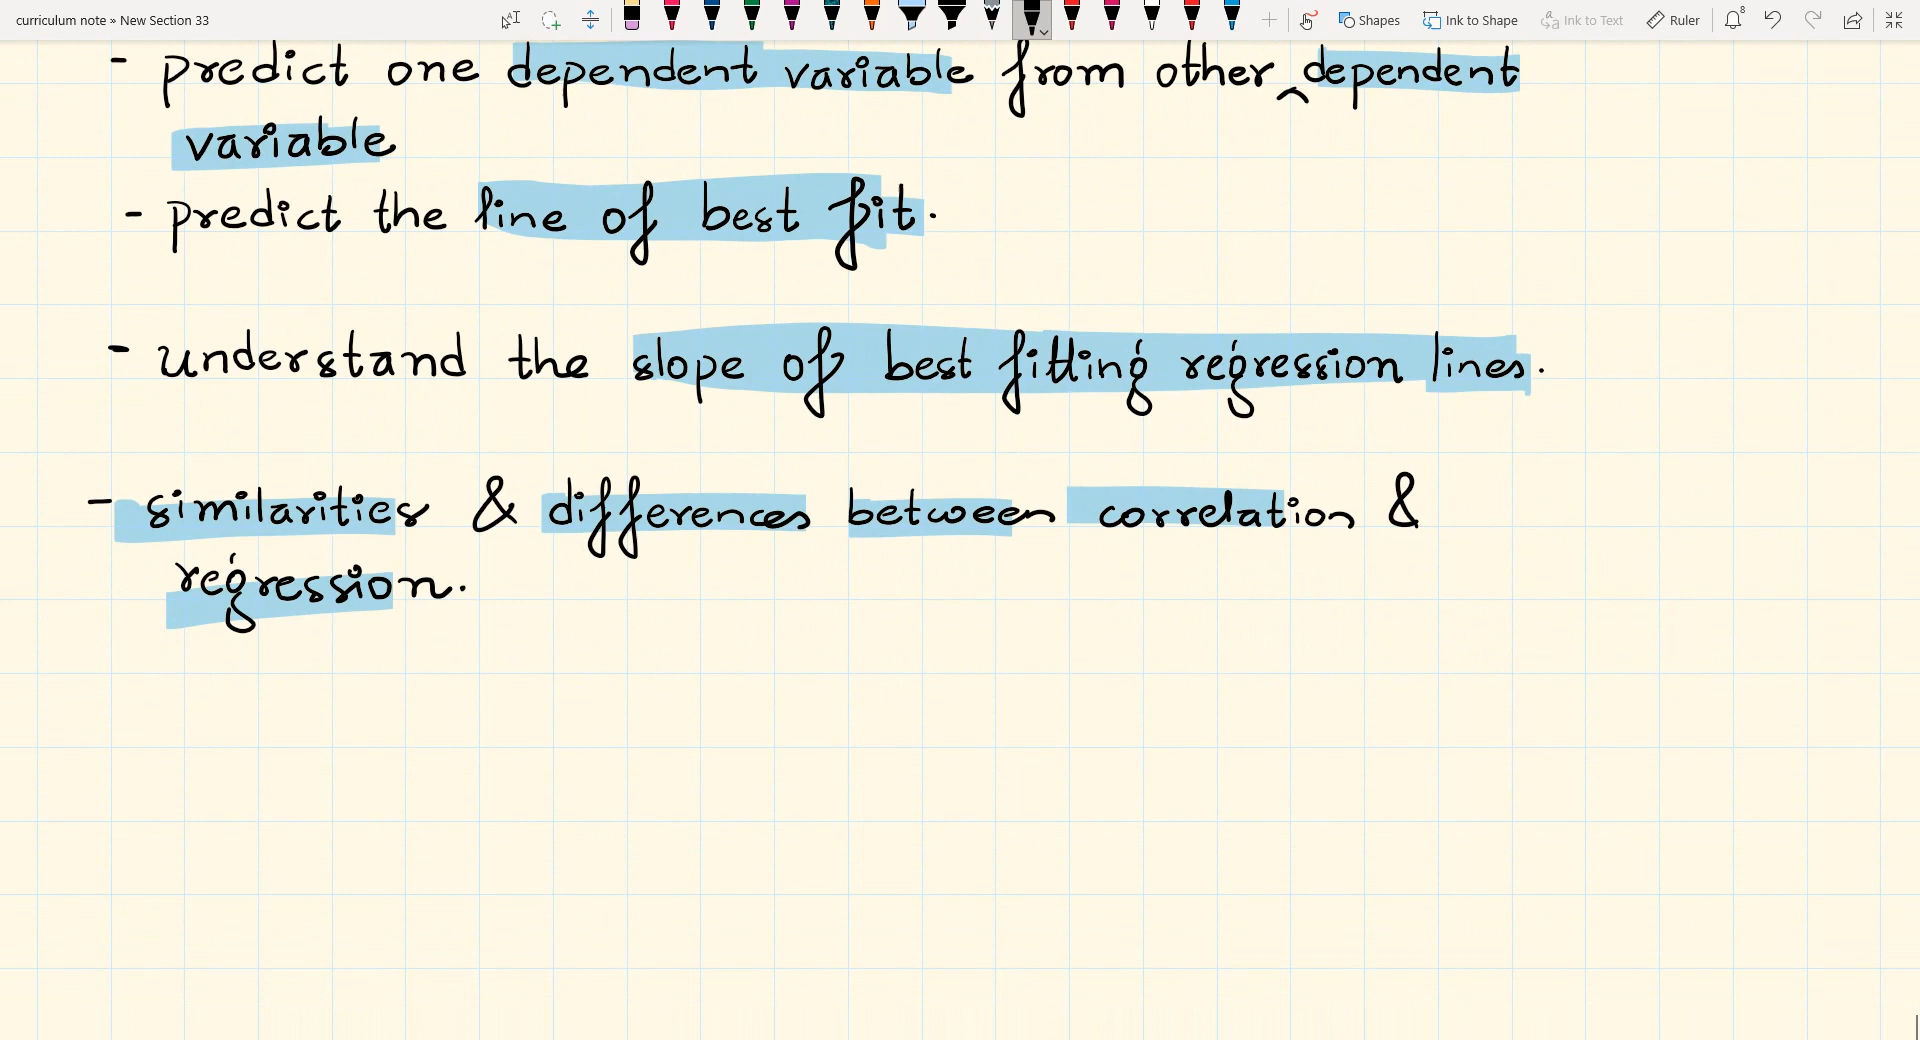 curriculum note » New Section 33
Shapes Ink to Shape Ink to Text Ruler 8
- predict one dependent variable from other ‸ dependent
variable
- predict the line of best fit.
- understand the slope of best fitting regression lines.
- similarities & differences between correlation &
regression.